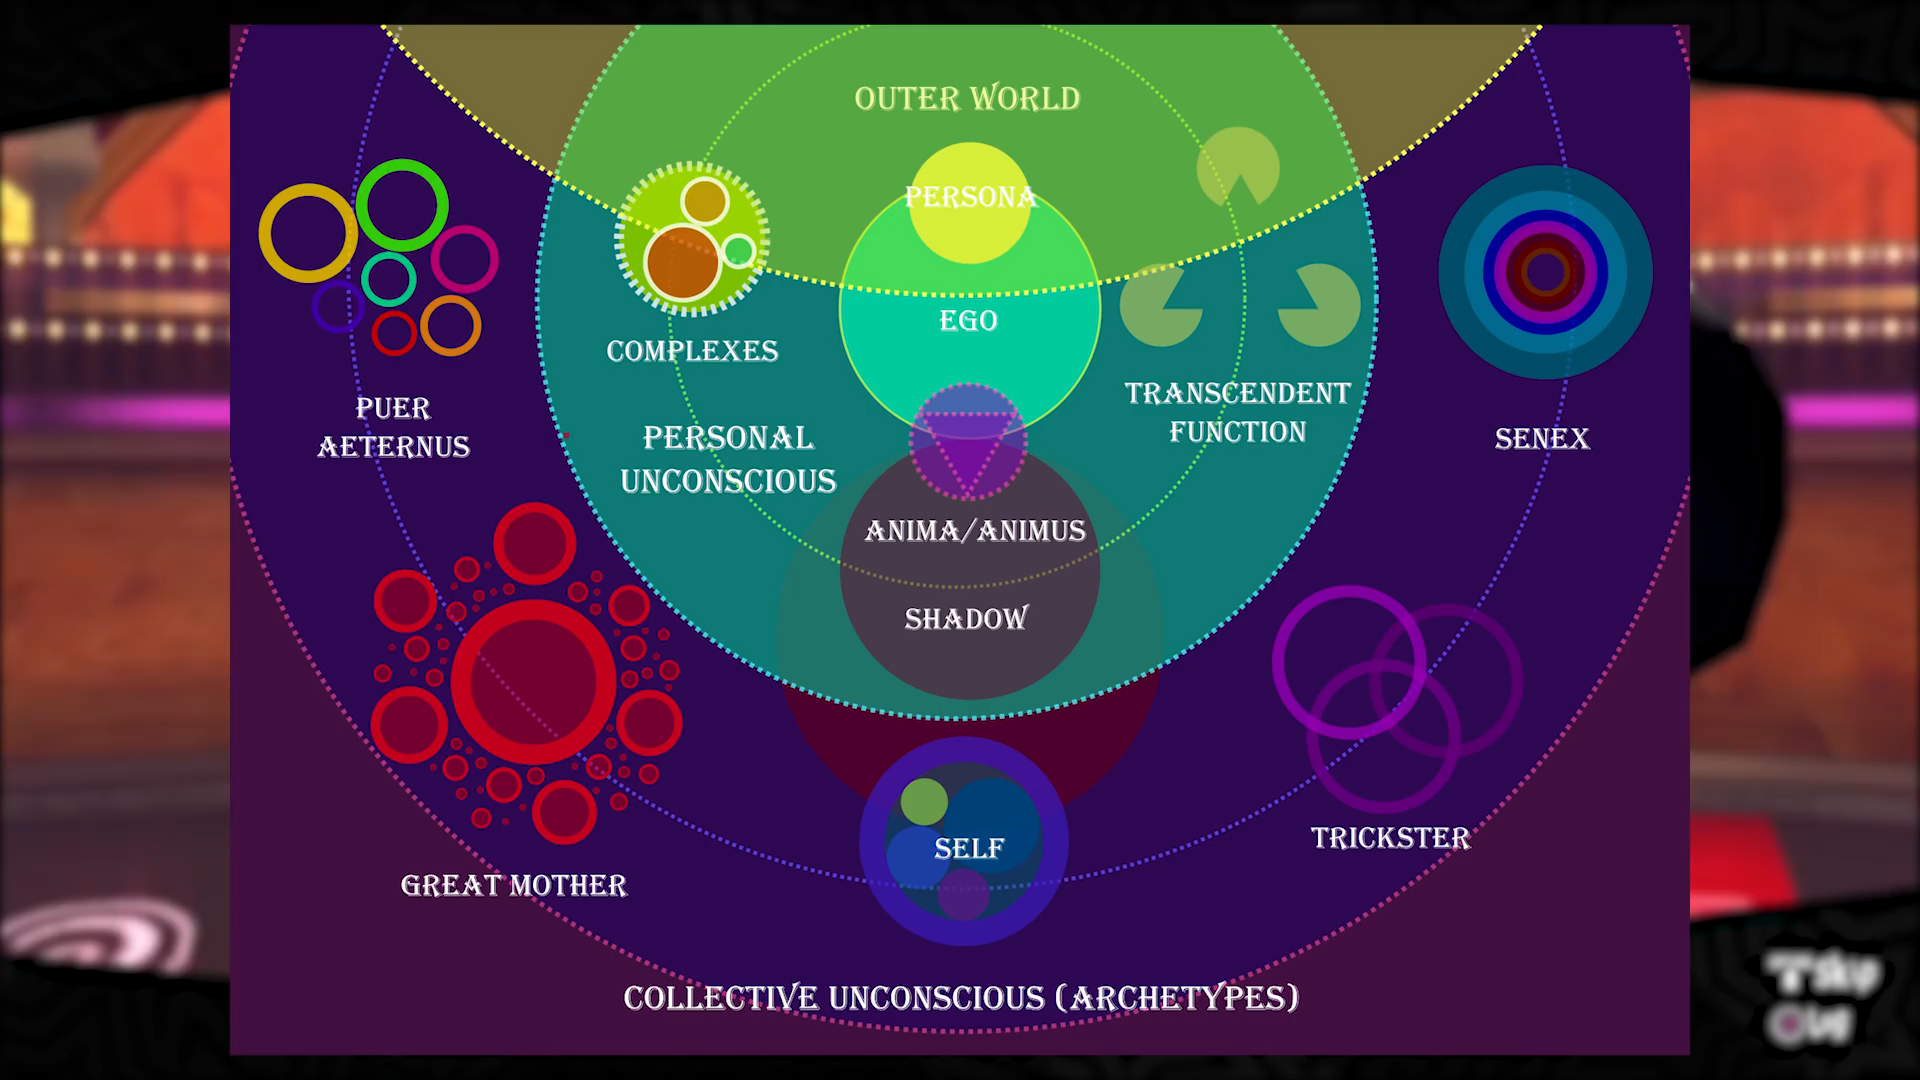 OUTER WORLD
PERSONA
EGO
COMPLEXES
TRANSCENDENT
FUNCTION
PUER
AETERNUS
PERSONAL
UNCONSCIOUS
SENEX
ANIMA/ANIMUS
SHADOW
SELF
TRICKSTER
GREAT MOTHER
COLLECTIVE UNCONSCIOUS (ARCHETYPES)